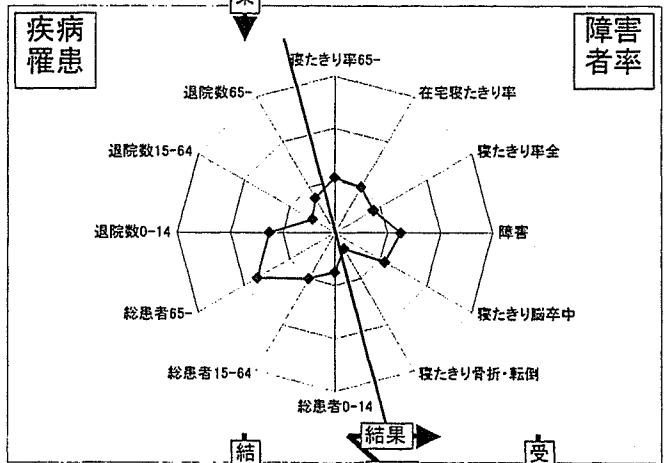 疾病
罹患
障害
者率
寝たきり率65-
在宅寝たきり率
寝たきり率全
障害
寝たきり脳卒中
寝たきり骨折・転倒
総患者0-14
総患者15-64
総患者65-
退院数0-14
退院数15-64
退院数65-
結果
結
受